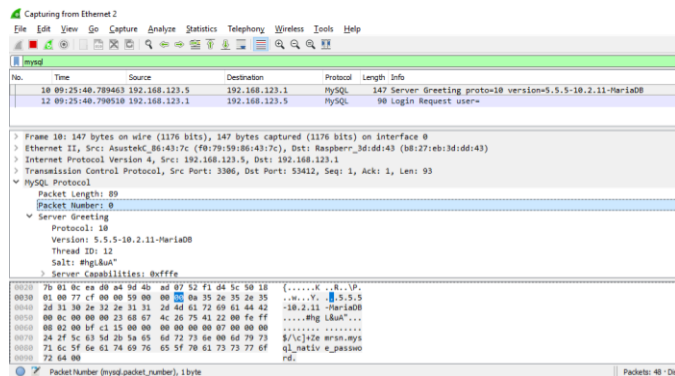 Capturing from Ethernet 2
File Edit View Go Capture Analyze Statistics Telephony Wireless Tools Help
mysql
No. Time Source Destination Protocol Length Info
10 09:25:40.789463 192.168.123.5 192.168.123.1 MySQL 147 Server Greeting proto=10 version=5.5.5-10.2.11-MariaDB
12 09:25:40.790510 192.168.123.1 192.168.123.5 MySQL 90 Login Request user=
> Frame 10: 147 bytes on wire (1176 bits), 147 bytes captured (1176 bits) on interface 0
> Ethernet II, Src: AsustekC_86:43:7c (f0:79:59:86:43:7c), Dst: Raspberr_3d:dd:43 (b8:27:eb:3d:dd:43)
> Internet Protocol Version 4, Src: 192.168.123.5, Dst: 192.168.123.1
> Transmission Control Protocol, Src Port: 3306, Dst Port: 53412, Seq: 1, Ack: 1, Len: 93
MySQL Protocol
Packet Length: 89
Packet Number: 0
Server Greeting
Protocol: 10
Version: 5.5.5-10.2.11-MariaDB
Thread ID: 12
Salt: #hgL&uA"
> Server Capabilities: 0xfffe
0020 7b 01 0c ea d0 a4 9d 4b ad 07 52 f1 d4 5c 50 18 {......K ..R..\P.
0030 01 00 77 cf 00 00 59 00 00 00 0a 35 2e 35 2e 35 ..w...Y. ...5.5.5
0040 2d 31 30 2e 32 2e 31 31 2d 4d 61 72 69 61 44 42 -10.2.11 -MariaDB
0050 00 0c 00 00 00 23 68 67 4c 26 75 41 22 00 fe ff .....#hg L&uA"...
0060 08 02 00 bf c1 15 00 00 00 00 00 00 07 00 00 00 ........ ........
0070 24 2f 5c 63 5d 2b 5a 65 6d 72 73 6e 00 6d 79 73 $/\c]+Ze mrsn.mys
0080 71 6c 5f 6e 61 74 69 76 65 5f 70 61 73 73 77 6f ql_nativ e_passwo
0090 72 64 00 rd.
Packet Number (mysql.packet_number), 1 byte
Packets: 48